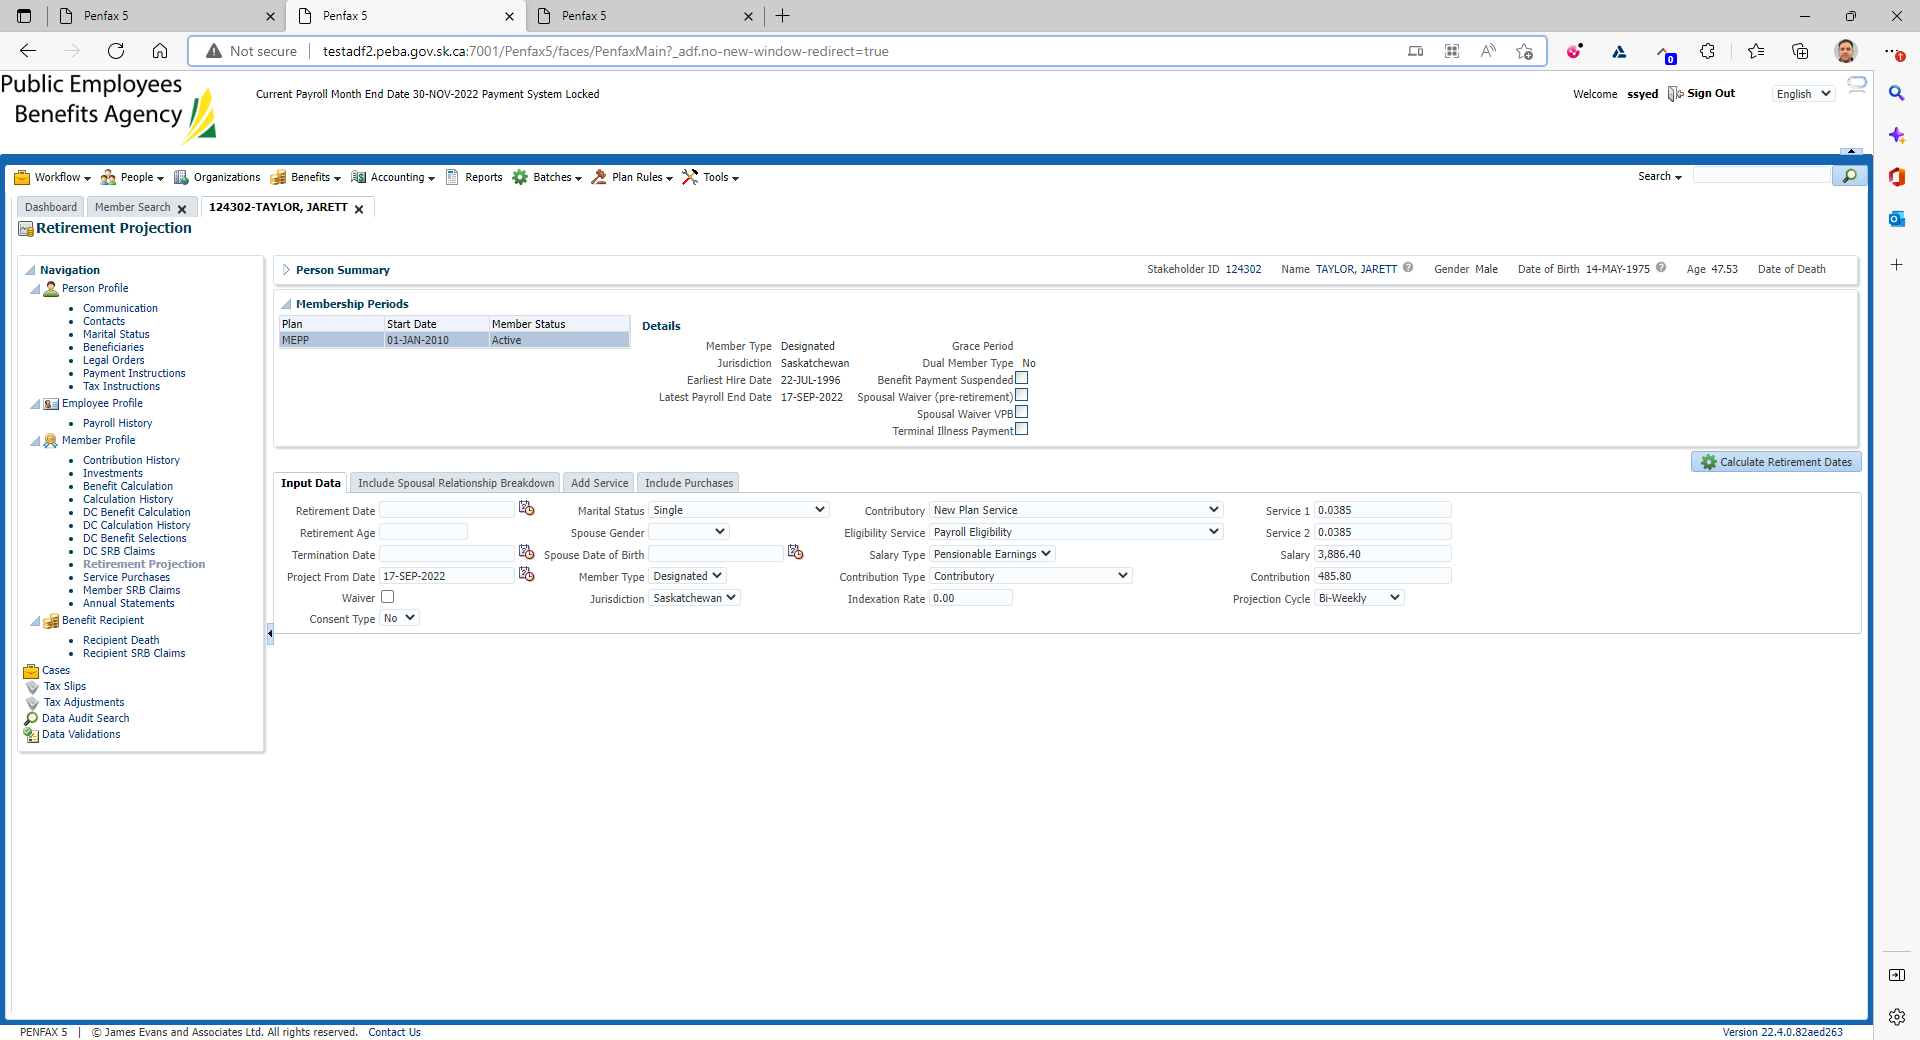 Penfax 5
Penfax 5
Penfax 5
Not secure testadf2.peba.gov.sk.ca:7001/Penfax5/faces/PenfaxMain?_adf.no-new-window-redirect=true
0
Public Employees
Benefits Agency
Current Payroll Month End Date 30-NOV-2022 Payment System Locked
Welcome ssyed Sign Out English
Workflow People Organizations Benefits Accounting Reports Batches Plan Rules Tools Search
Dashboard Member Search 124302-TAYLOR, JARETT
Retirement Projection
Navigation
Person Profile
Communication
Contacts
Marital Status
Beneficiaries
Legal Orders
Payment Instructions
Tax Instructions
Employee Profile
Payroll History
Member Profile
Contribution History
Investments
Benefit Calculation
Calculation History
DC Benefit Calculation
DC Calculation History
DC Benefit Selections
DC SRB Claims
Retirement Projection
Service Purchases
Member SRB Claims
Annual Statements
Benefit Recipient
Recipient Death
Recipient SRB Claims
Cases
Tax Slips
Tax Adjustments
Data Audit Search
Data Validations
Person Summary Stakeholder ID 124302 Name TAYLOR, JARETT Gender Male Date of Birth 14-MAY-1975 Age 47.53 Date of Death
Membership Periods
Plan Start Date Member Status
MEPP 01-JAN-2010 Active
Details
Member Type Designated Grace Period
Jurisdiction Saskatchewan Dual Member Type No
Earliest Hire Date 22-JUL-1996 Benefit Payment Suspended
Latest Payroll End Date 17-SEP-2022 Spousal Waiver (pre-retirement)
Spousal Waiver VPB
Terminal Illness Payment
Calculate Retirement Dates
Input Data Include Spousal Relationship Breakdown Add Service Include Purchases
Retirement Date Marital Status Single Contributory New Plan Service Service 1 0.0385
Retirement Age Spouse Gender Eligibility Service Payroll Eligibility Service 2 0.0385
Termination Date Spouse Date of Birth Salary Type Pensionable Earnings Salary 3,886.40
Project From Date 17-SEP-2022 Member Type Designated Contribution Type Contributory Contribution 485.80
Waiver Jurisdiction Saskatchewan Indexation Rate 0.00 Projection Cycle Bi-Weekly
Consent Type No
PENFAX 5 | © James Evans and Associates Ltd. All rights reserved. Contact Us Version 22.4.0.82aed263